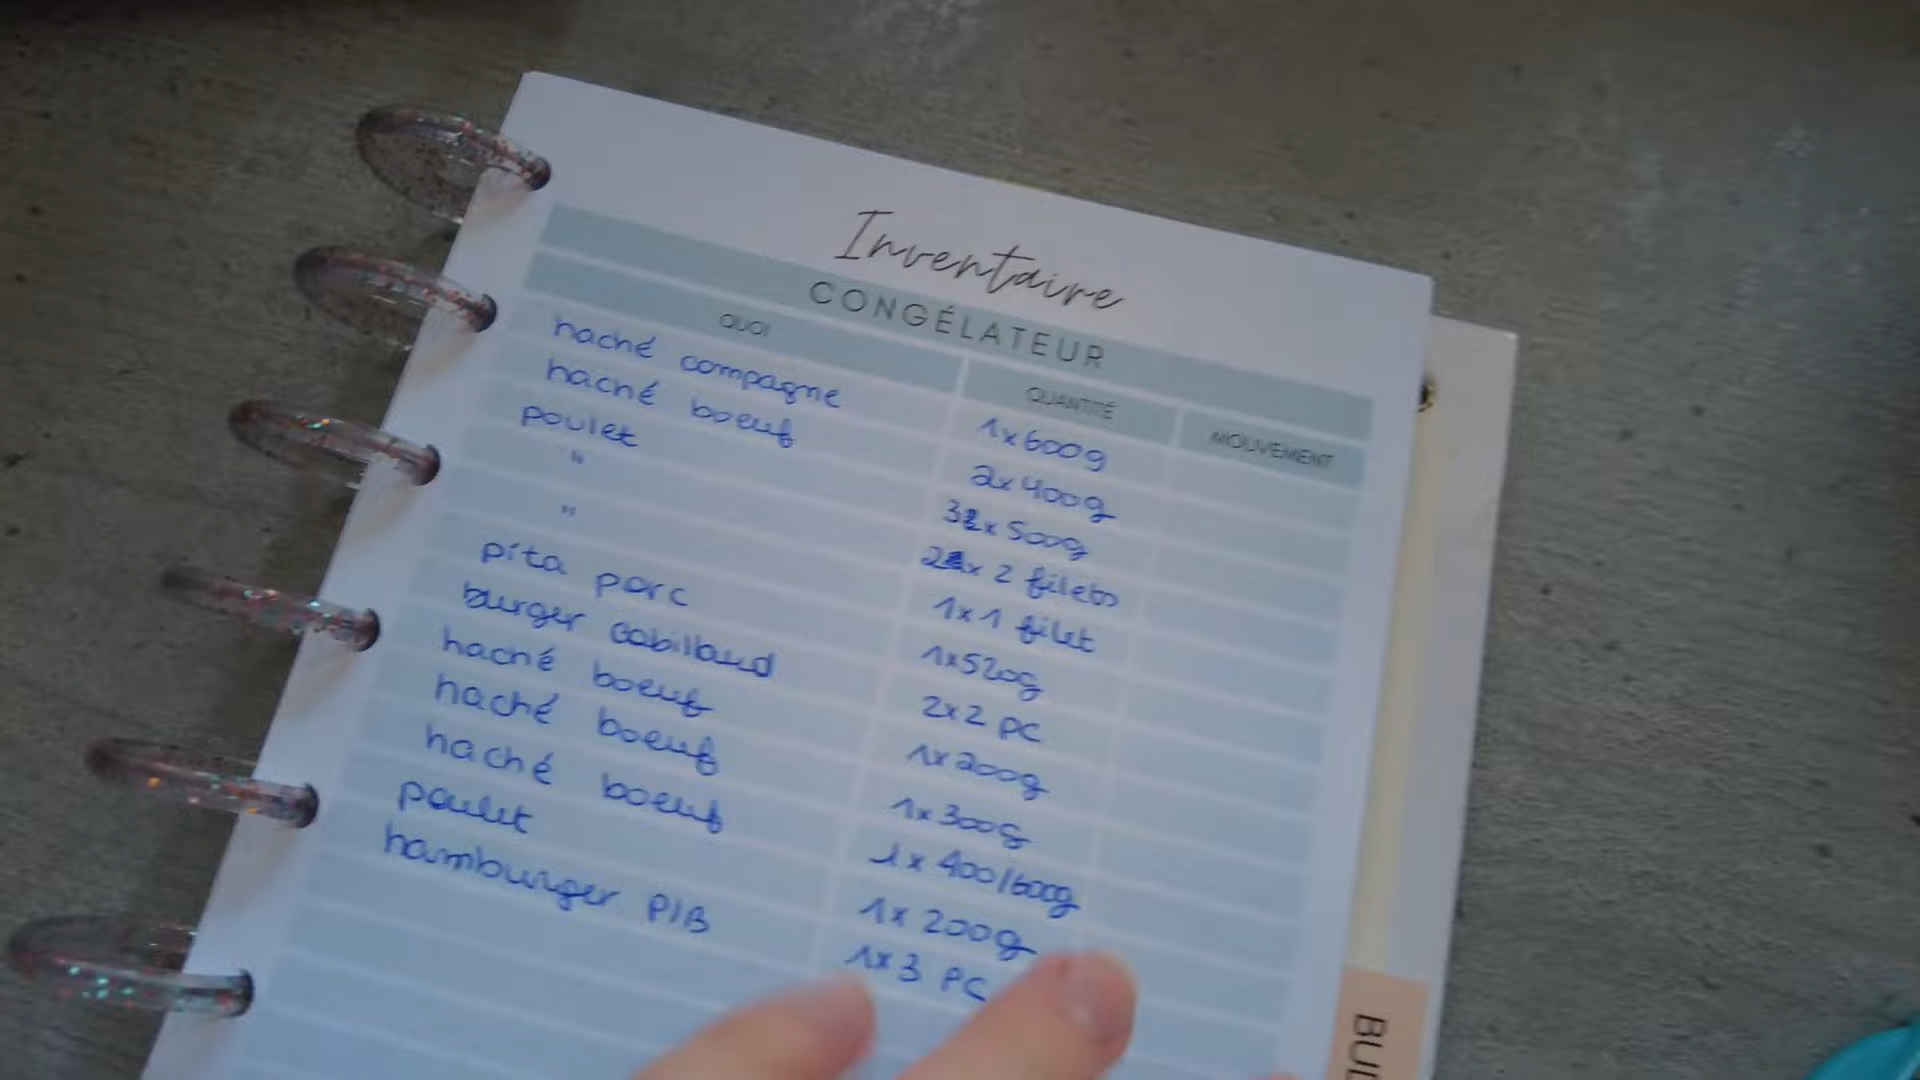 Inventaire
CONGÉLATEUR
QUOI QUANTITÉ MOUVEMENT
haché campagne 1x600g
haché boeuf 2x400g
poulet 3x500g
" 2x 2 filets
" 1x1 filet
pita porc 1x520g
burger cabillaud 2x2 PC
haché boeuf 1x200g
haché boeuf 1x300g
haché boeuf 1x 400/600g
poulet 1x 200g
hamburger P/B 1x3 PC
BUD